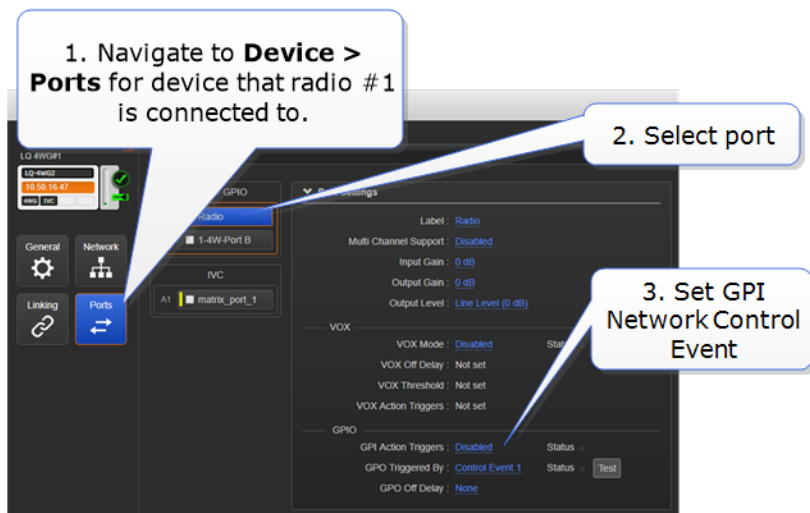 1. Navigate to Device >
Ports for device that radio #1
is connected to.
2. Select port
LQ 4WG#1
LQ-4WG2
10.50.16.47
4WG IVC
General
Network
Linking
Ports
GPIO
Radio
1-4W-Port B
IVC
A1 matrix_port_1
Settings
Label : Radio
Multi Channel Support : Disabled
Input Gain : 0 dB
Output Gain : 0 dB
Output Level : Line Level (0 dB)
VOX
VOX Mode : Disabled
VOX Off Delay : Not set
VOX Threshold : Not set
VOX Action Triggers : Not set
3. Set GPI
Network Control
Event
GPIO
GPI Action Triggers : Disabled Status
GPO Triggered By : Control Event 1 Status Test
GPO Off Delay : None